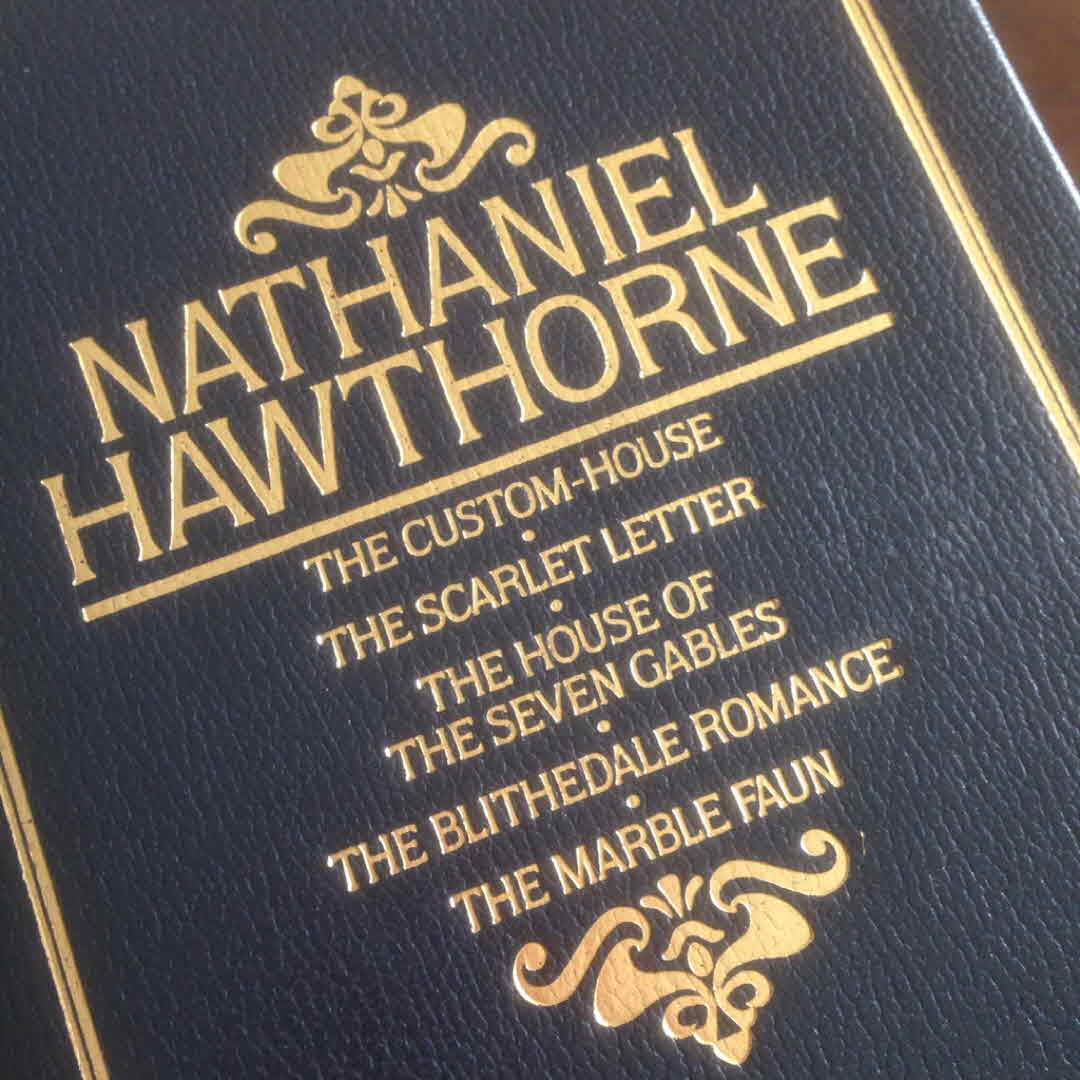 NATHANIEL
HAWTHORNE
THE CUSTOM-HOUSE
•
THE SCARLET LETTER
•
THE HOUSE OF
THE SEVEN GABLES
•
THE BLITHEDALE ROMANCE
•
THE MARBLE FAUN